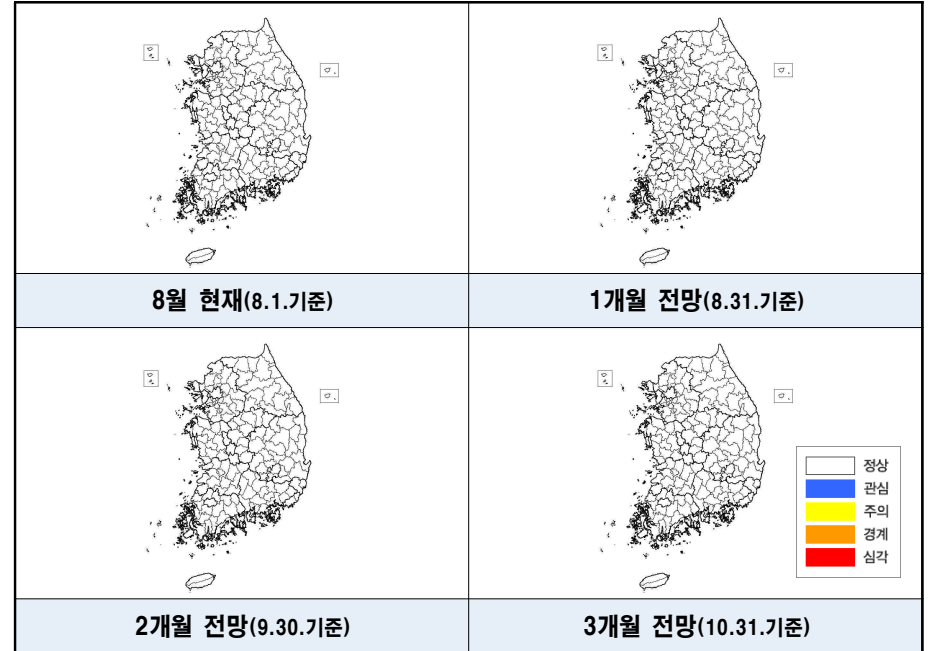 8월 현재(8.1.기준)
1개월 전망(8.31.기준)
정상
관심
주의
경계
심각
2개월 전망(9.30.기준)
3개월 전망(10.31.기준)